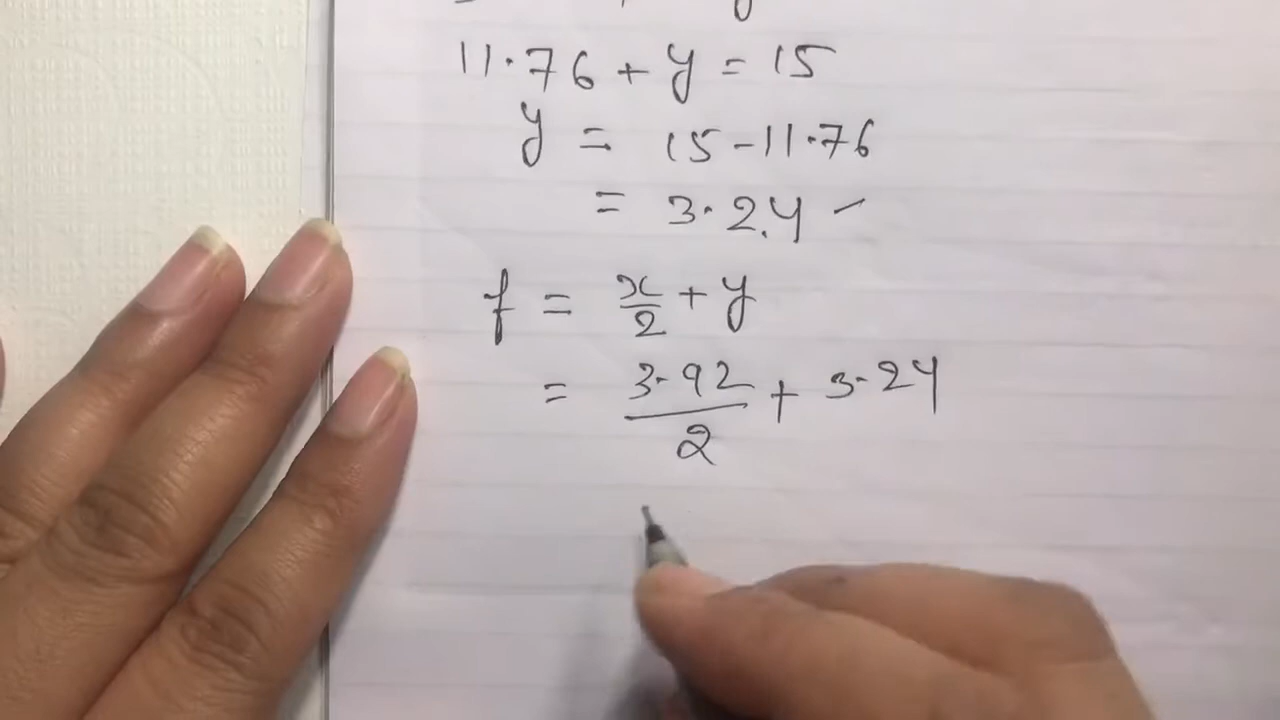 11.76 + y = 15
y = 15 - 11.76
= 3.24
f = x/2 + y
= 3.92/2 + 3.24